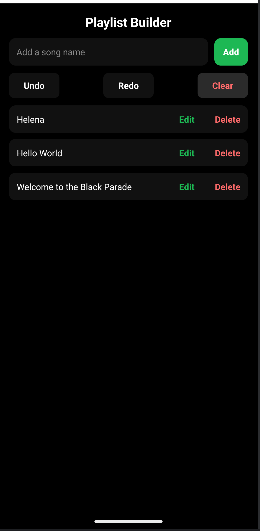 Playlist Builder
Add a song name Add
Undo Redo Clear
Helena Edit Delete
Hello World Edit Delete
Welcome to the Black Parade Edit Delete